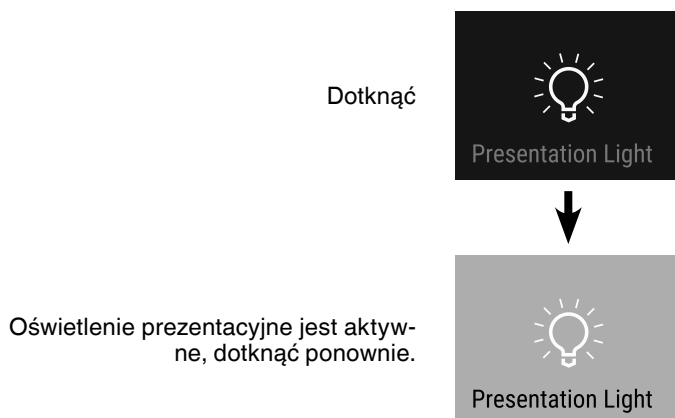 Dotknąć
Presentation Light
Oświetlenie prezentacyjne jest aktyw-
ne, dotknąć ponownie.
Presentation Light